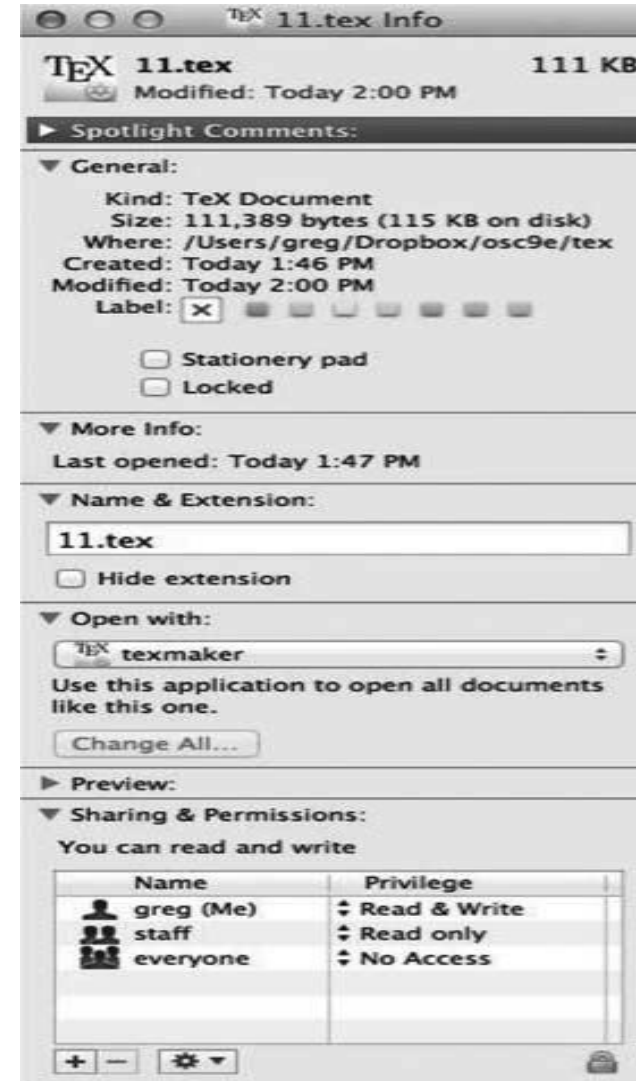 TEX 11.tex Info
TEX 11.tex 111 KB
Modified: Today 2:00 PM
Spotlight Comments:
General:
Kind: TeX Document
Size: 111,389 bytes (115 KB on disk)
Where: /Users/greg/Dropbox/osc9e/tex
Created: Today 1:46 PM
Modified: Today 2:00 PM
Label:
Stationery pad
Locked
More Info:
Last opened: Today 1:47 PM
Name & Extension:
11.tex
Hide extension
Open with:
TEX texmaker
Use this application to open all documents
like this one.
Change All...
Preview:
Sharing & Permissions:
You can read and write
Name Privilege
greg (Me) Read & Write
staff Read only
everyone No Access